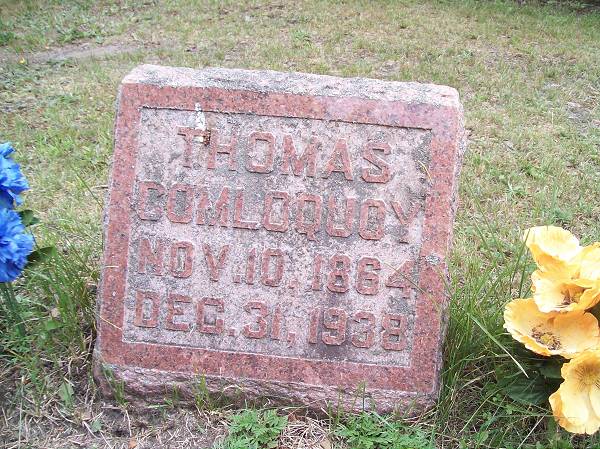 THOMAS
COMLOQUOY
NOV. 10, 1864
DEC. 31, 1938